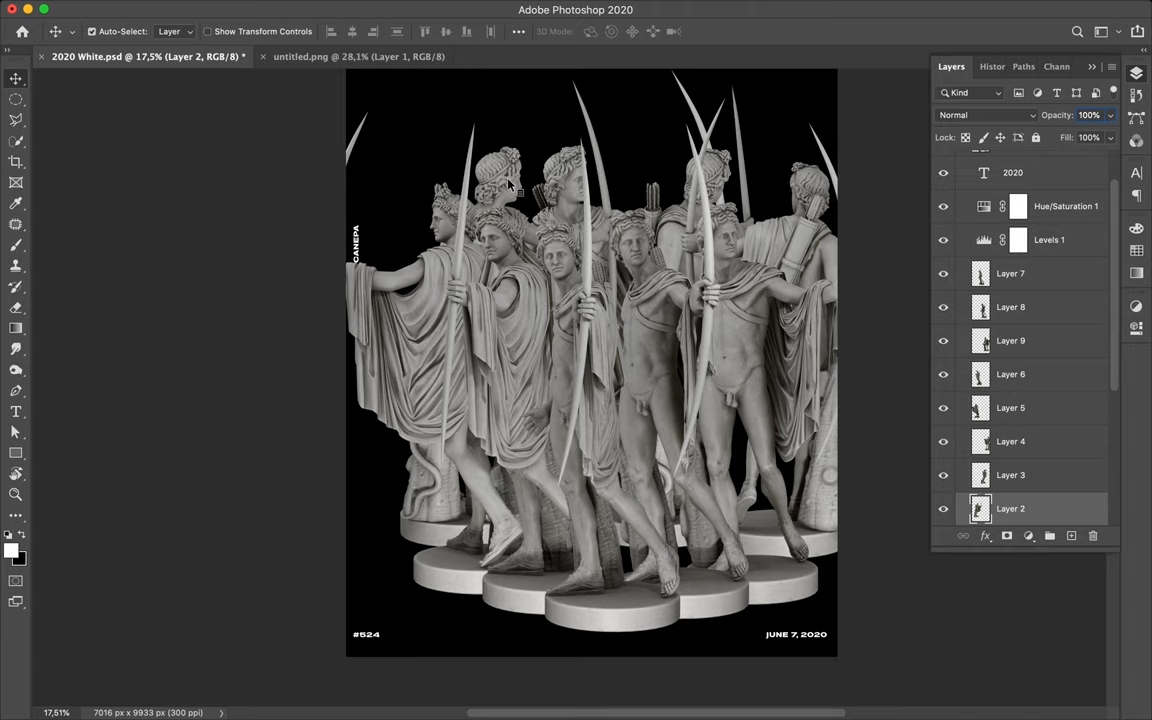 Adobe Photoshop 2020
Auto-Select: Layer Show Transform Controls 3D Mode:
2020 White.psd @ 17,5% (Layer 2, RGB/8) * untitled.png @ 28,1% (Layer 1, RGB/8)
Layers Histor Paths Chann
Kind
Normal Opacity: 100%
Lock: Fill: 100%
2020
Hue/Saturation 1
Levels 1
Layer 7
Layer 8
Layer 9
Layer 6
Layer 5
Layer 4
Layer 3
Layer 2
CANEPA
#524 JUNE 7, 2020
17,51% 7016 px x 9933 px (300 ppi)